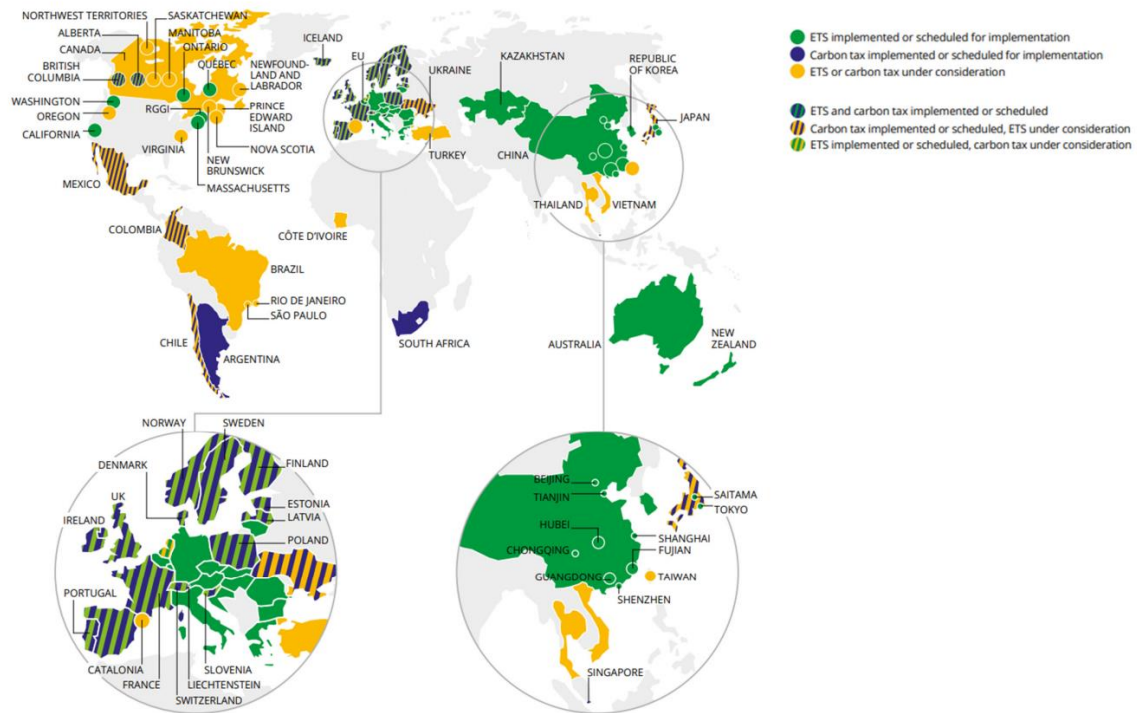 NORTHWEST TERRITORIES
SASKATCHEWAN
ALBERTA
MANITOBA
CANADA
ONTARIO
BRITISH
COLUMBIA
QUÉBEC
NEWFOUND-
LAND AND
LABRADOR
WASHINGTON
OREGON
RGGI
PRINCE
EDWARD
ISLAND
CALIFORNIA
VIRGINIA
NOVA SCOTIA
NEW
BRUNSWICK
MEXICO
MASSACHUSETTS
ICELAND
EU
UKRAINE
KAZAKHSTAN
REPUBLIC
OF KOREA
JAPAN
TURKEY
CHINA
THAILAND
VIETNAM
ETS implemented or scheduled for implementation
Carbon tax implemented or scheduled for implementation
ETS or carbon tax under consideration
ETS and carbon tax implemented or scheduled
Carbon tax implemented or scheduled, ETS under consideration
ETS implemented or scheduled, carbon tax under consideration
COLOMBIA
CÔTE D'IVOIRE
BRAZIL
RIO DE JANEIRO
SÃO PAULO
CHILE
ARGENTINA
SOUTH AFRICA
AUSTRALIA
NEW
ZEALAND
NORWAY
SWEDEN
DENMARK
FINLAND
UK
ESTONIA
LATVIA
IRELAND
POLAND
PORTUGAL
CATALONIA
SLOVENIA
FRANCE
LIECHTENSTEIN
SWITZERLAND
BEIJING
TIANJIN
SAITAMA
TOKYO
HUBEI
SHANGHAI
CHONGQING
FUJIAN
GUANGDONG
TAIWAN
SHENZHEN
SINGAPORE